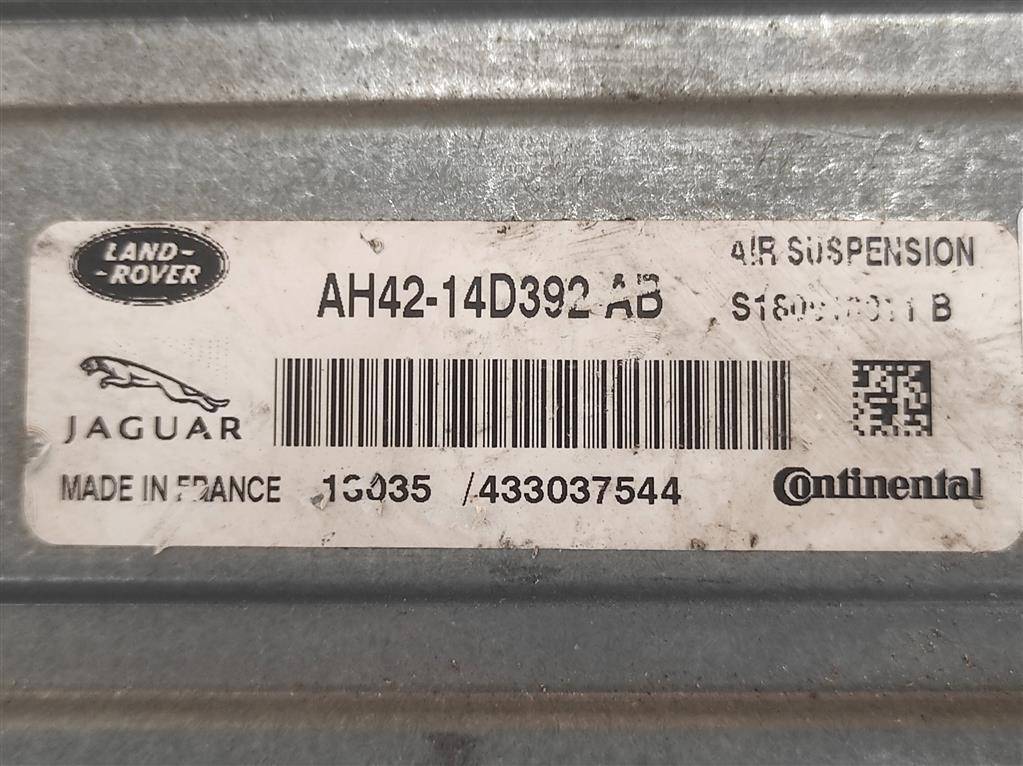 LAND-
-ROVER
AH42-14D392-AB
AIR SUSPENSION
JAGUAR
MADE IN FRANCE
/433037544
Continental